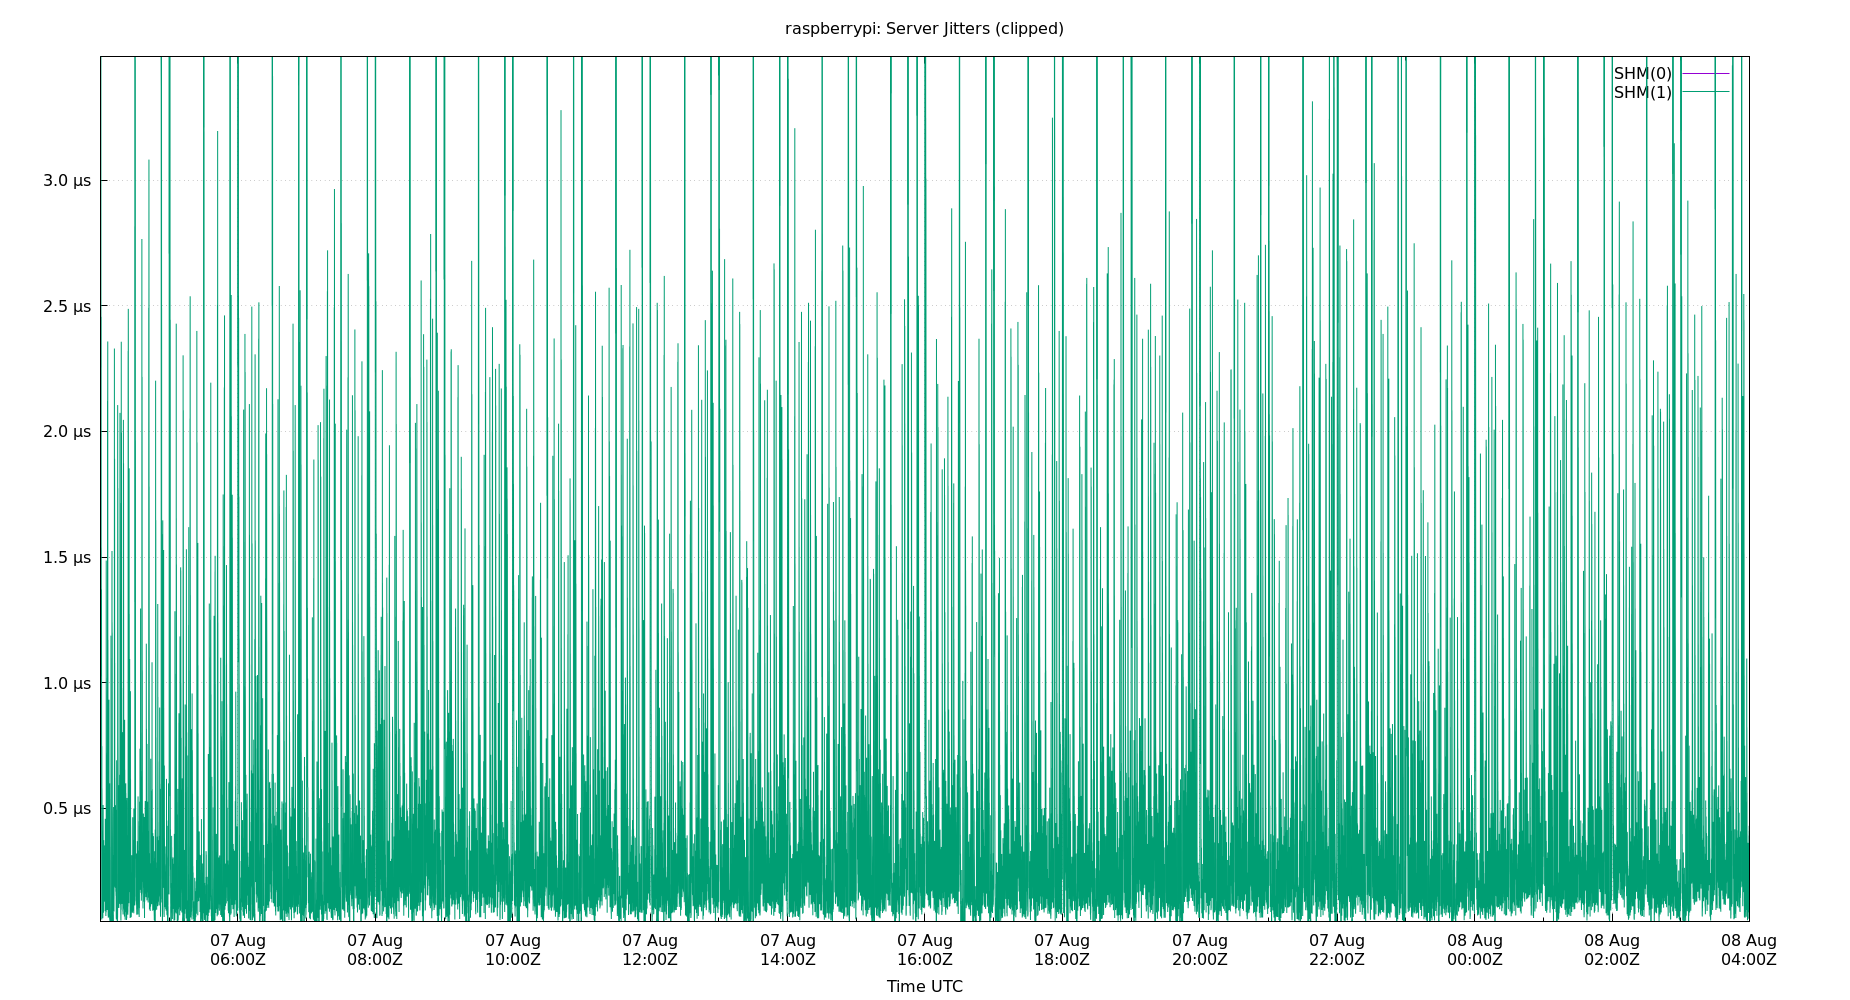 raspberrypi: Server Jitters (clipped)
SHM(0)
SHM(1)
3.0 µs
2.5 µs
2.0 µs
1.5 µs
1.0 µs
0.5 µs
07 Aug 07 Aug 07 Aug 07 Aug 07 Aug 07 Aug 07 Aug 07 Aug 07 Aug 08 Aug 08 Aug 08 Aug
06:00Z 08:00Z 10:00Z 12:00Z 14:00Z 16:00Z 18:00Z 20:00Z 22:00Z 00:00Z 02:00Z 04:00Z
Time UTC